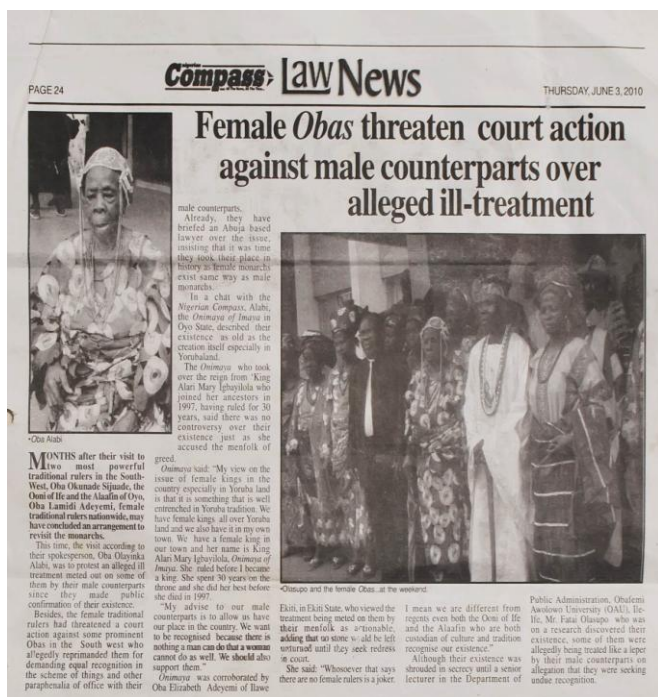 PAGE 24
nigerian
Compass
Law News
THURSDAY, JUNE 3, 2010
Female Obas threaten court action
against male counterparts over
alleged ill-treatment
•Oba Alabi
MONTHS after their visit to
two most powerful
traditional rulers in the South-
West, Oba Okunade Sijuade, the
Ooni of Ife and the Alaafin of Oyo,
Oba Lamidi Adeyemi, female
traditional rulers nationwide, may
have concluded an arrangement to
revisit the monarchs.
This time, the visit according to
their spokesperson, Oba Olayinka
Alabi, was to protest an alleged ill
treatment meted out on some of
them by their male counterparts
since they made public
confirmation of their existence.
Besides, the female traditional
rulers had threatened a court
action against some prominent
Obas in the South West who
allegedly reprimanded them for
demanding equal recognition in
the scheme of things and other
paraphenalia of office with their
male counterparts.
Already, they have
briefed an Abuja based
lawyer over the issue,
insisting that it was time
they took their place in
history as female monarchs
exist same way as male
monarchs.
In a chat with the
Nigerian Compass, Alabi,
the Onimaya of Imaya in
Oyo State, described their
existence as old as the
creation itself especially in
Yorubaland.
The Onimaya who took
over the reign from 'King
Alari Mary Igbayilola who
joined her ancestors in
1997, having ruled for 30
years, said there was no
controversy over their
existence just as she
accused the menfolk of
greed.
Onimaya said: "My view on the
issue of female kings in the
country especially in Yoruba land
is that it is something that is well
entrenched in Yoruba tradition. We
have female kings all over Yoruba
land and we also have it in my own
town. We have a female king in
our town and her name is King
Alari Mary Igbayilola, Onimaya of
Imaya. She ruled before I became
a king. She spent 30 years on the
throne and she did her best before
she died in 1997.
"My advise to our male
counterparts is to allow us have
our place in the country. We want
to be recognised because there is
nothing a man can do that a woman
cannot do as well. We should also
support them."
Onimaya was corroborated by
Oba Elizabeth Adeyemi of Ilawe
•Olasupo and the female Obas...at the weekend.
Ekiti, in Ekiti State, who viewed the
treatment being meted on them by
their menfolk as actionable,
adding that no stone would be left
unturned until they seek redress
in court.
She said: "Whosoever that says
there are no female rulers is a joker.
I mean we are different from
regents even both the Ooni of Ife
and the Alaafin who are both
custodian of culture and tradition
recognise our existence."
Although their existence was
shrouded in secrecy until a senior
lecturer in the Department of
Public Administration, Obafemi
Awolowo University (OAU), Ile-
Ife, Mr. Fatai Olasupo who was
on a research discovered their
existence, some of them were
allegedly being treated like a leper
by their male counterparts on
allegation that they were seeking
undue recognition.